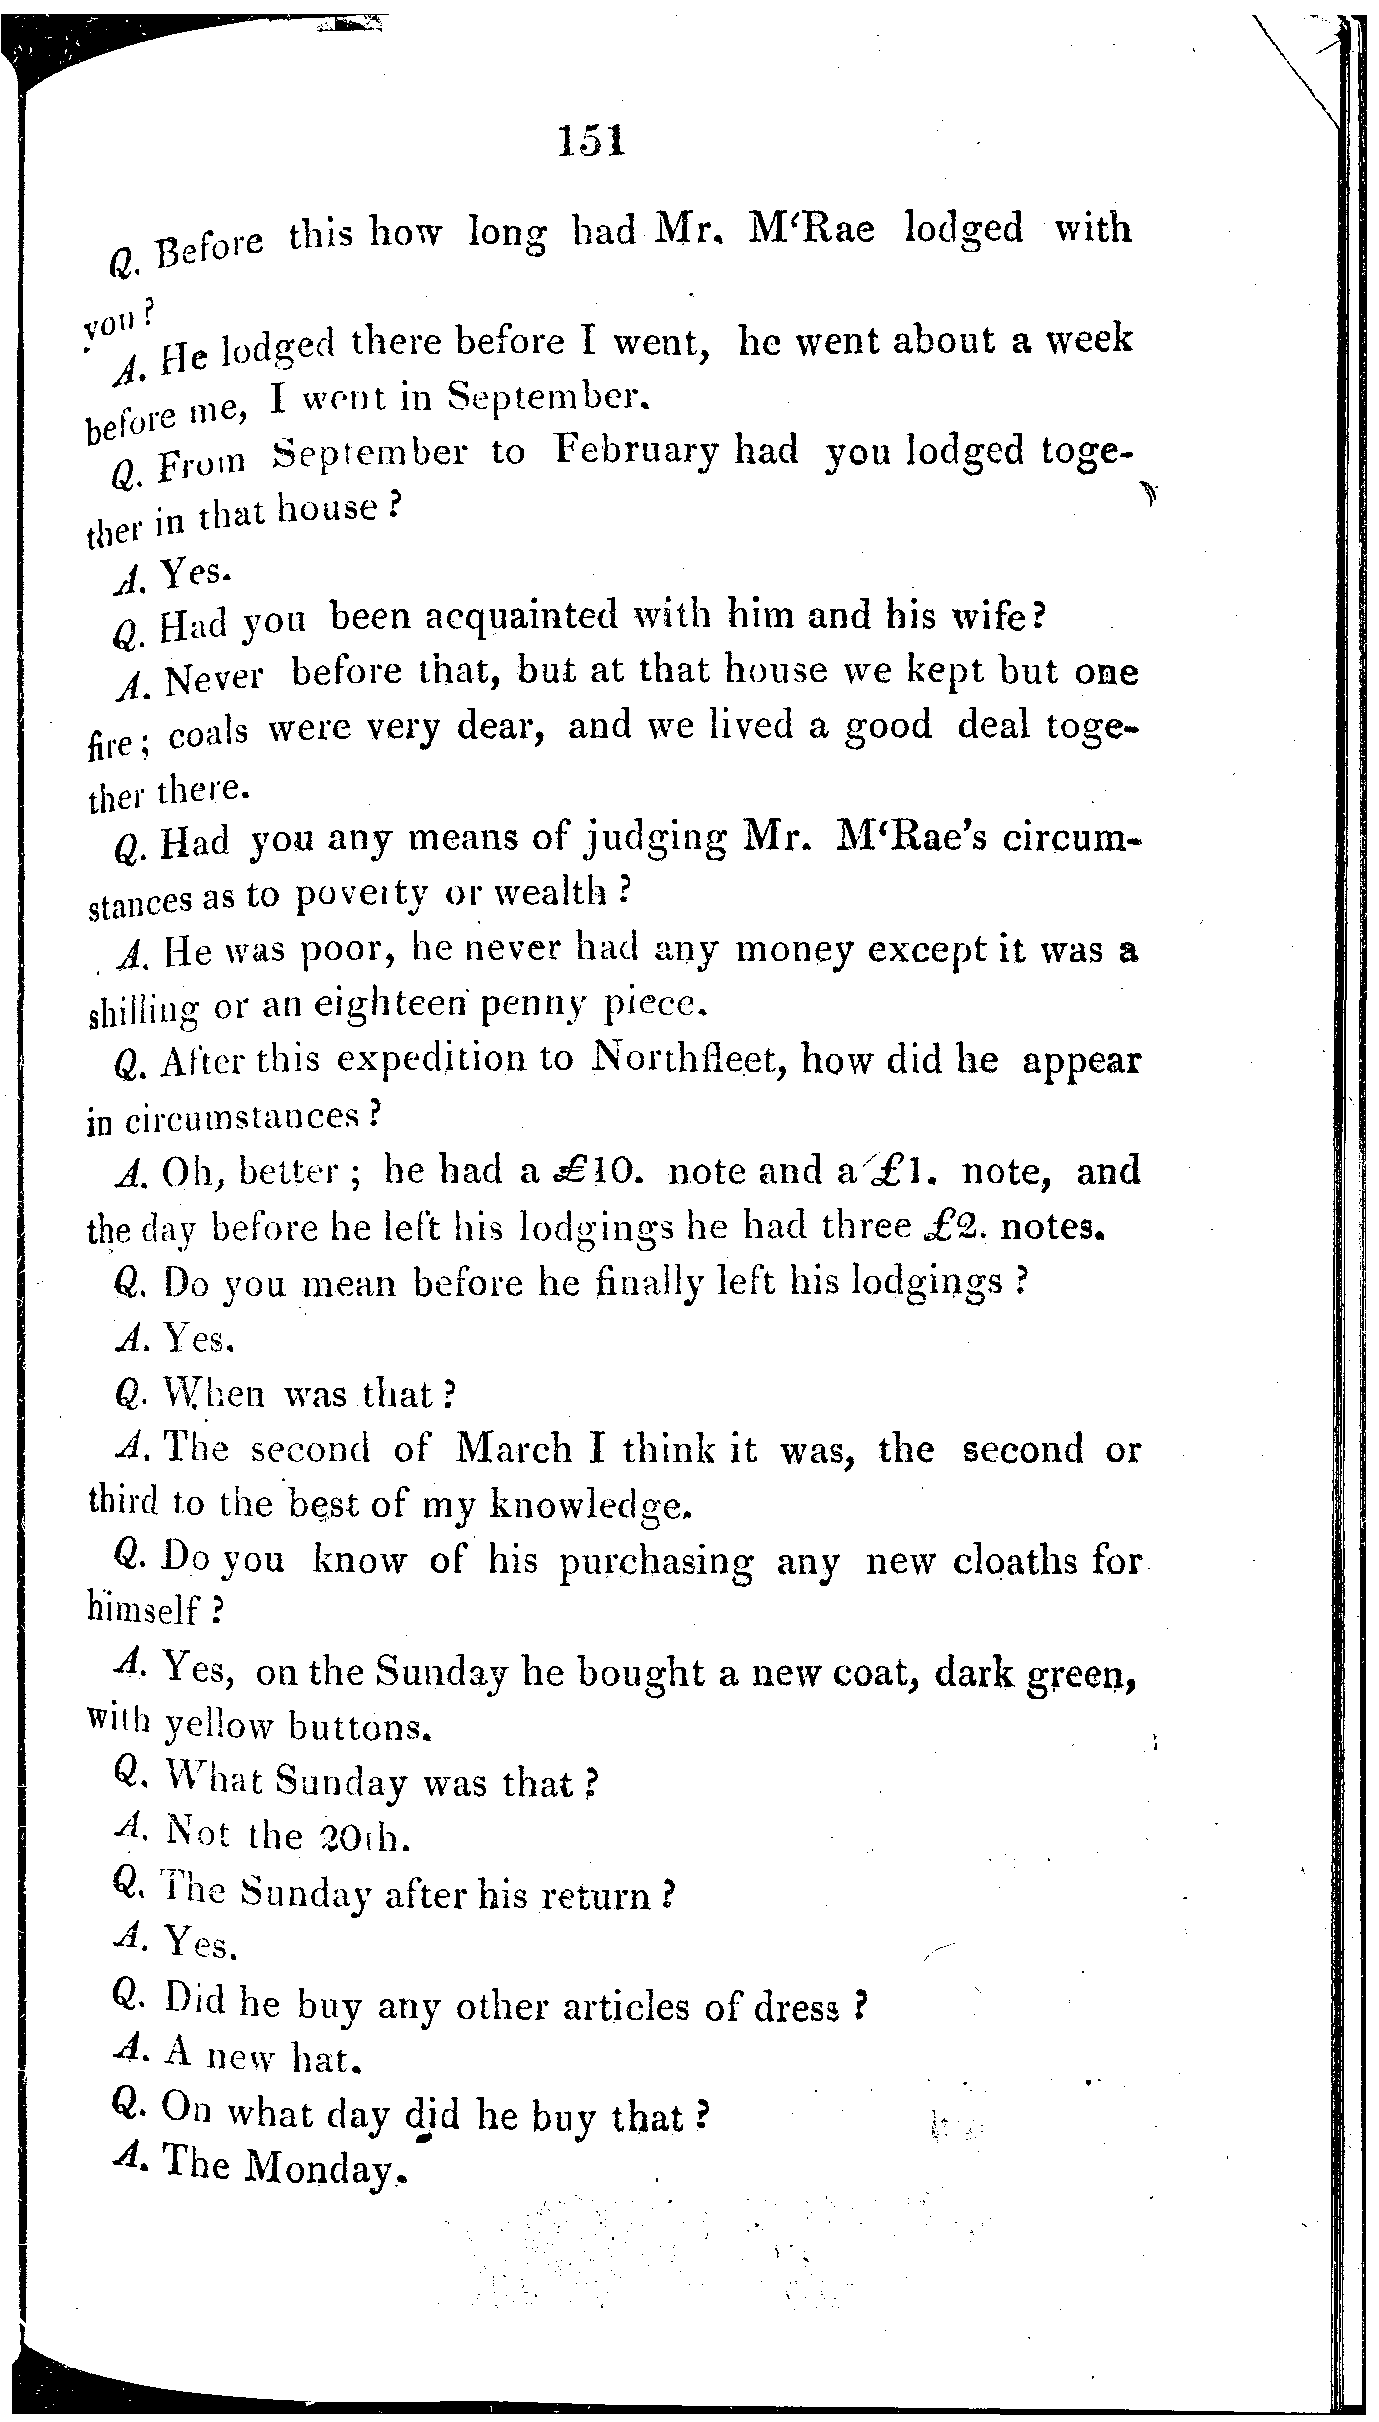 151
Q. Before this how long had Mr. M‘Rae lodged with
you?
A. He lodged there before I went, he went about a week
before me, I went in September.
Q. From September to February had you lodged toge-
ther in that house?
A. Yes.
Q. Had you been acquainted with him and his wife?
A. Never before that, but at that house we kept but one
fire; coals were very dear, and we lived a good deal toge-
ther there.
Q. Had you any means of judging Mr. M‘Rae's circum-
stances as to poverty or wealth?
A. He was poor, he never had any money except it was a
shilling or an eighteen penny piece.
Q. After this expedition to Northfleet, how did he appear
in circumstances?
A. Oh, better; he had a £10. note and a £1. note, and
the day before he left his lodgings he had three £2. notes.
Q. Do you mean before he finally left his lodgings?
A. Yes.
Q. When was that?
A. The second of March I think it was, the second or
third to the best of my knowledge.
Q. Do you know of his purchasing any new cloaths for
himself?
A. Yes, on the Sunday he bought a new coat, dark green,
with yellow buttons.
Q. What Sunday was that?
A. Not the 20th.
Q. The Sunday after his return?
A. Yes.
Q. Did he buy any other articles of dress?
A. A new hat.
Q. On what day did he buy that?
A. The Monday.